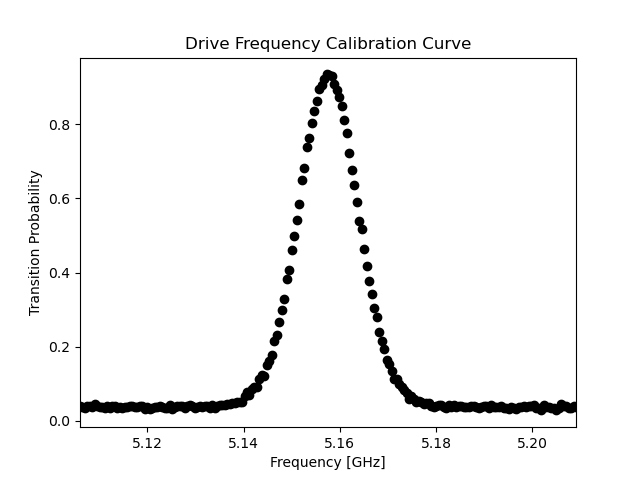 Drive Frequency Calibration Curve
Transition Probability
0.8
0.6
0.4
0.2
0.0
5.12 5.14 5.16 5.18 5.20
Frequency [GHz]